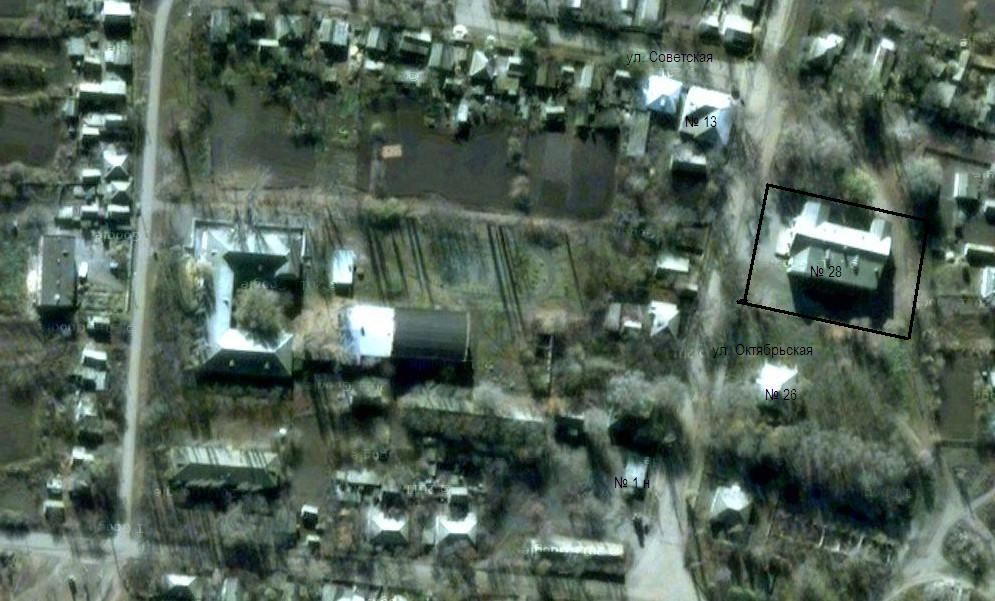 ул. Советская
№ 13
№ 28
ул. Октябрьская
№ 26
№ 1 н